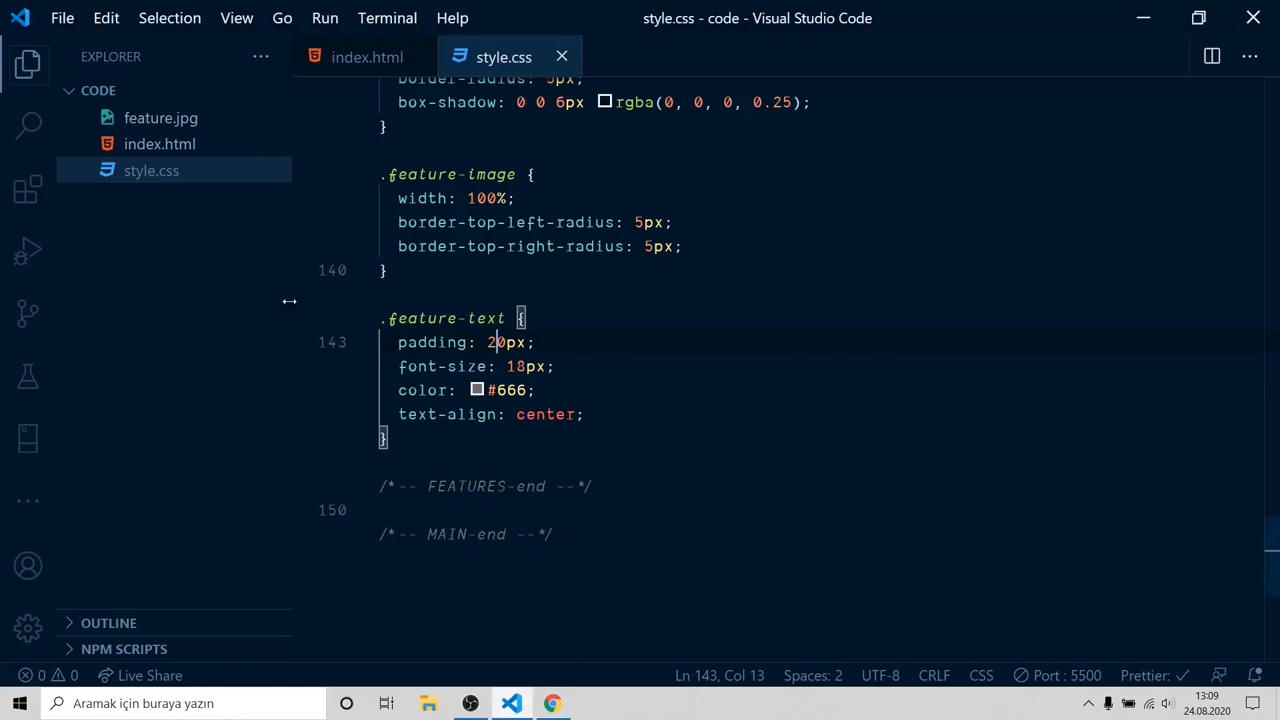 File Edit Selection View Go Run Terminal Help style.css - code - Visual Studio Code
EXPLORER
index.html
style.css
CODE
feature.jpg
index.html
style.css
border-radius: 5px;
box-shadow: 0 0 6px rgba(0, 0, 0, 0.25);
}
.feature-image {
width: 100%;
border-top-left-radius: 5px;
border-top-right-radius: 5px;
140 }
.feature-text {
143 padding: 20px;
font-size: 18px;
color: #666;
text-align: center;
}
/*-- FEATURES-end --*/
150
/*-- MAIN-end --*/
OUTLINE
NPM SCRIPTS
0 0 Live Share Ln 143, Col 13 Spaces: 2 UTF-8 CRLF CSS Port : 5500 Prettier:
Aramak için buraya yazın
13:09
24.08.2020